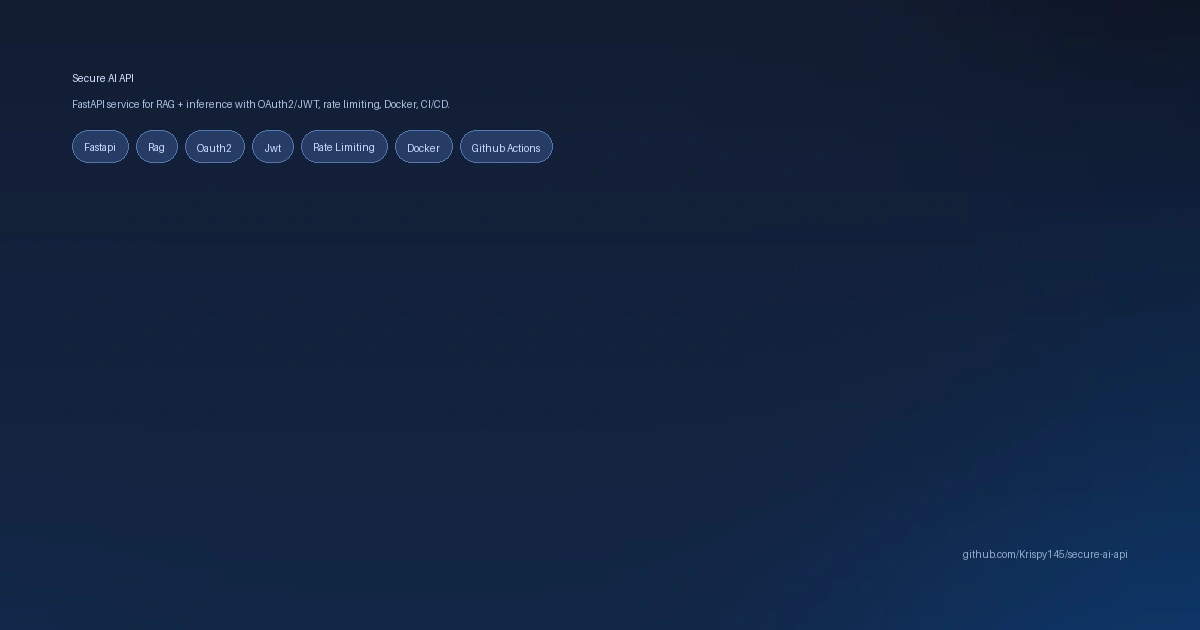 Secure AI API
FastAPI service for RAG + inference with OAuth2/JWT, rate limiting, Docker, CI/CD.
Fastapi Rag Oauth2 Jwt Rate Limiting Docker Github Actions
github.com/Krispy145/secure-ai-api